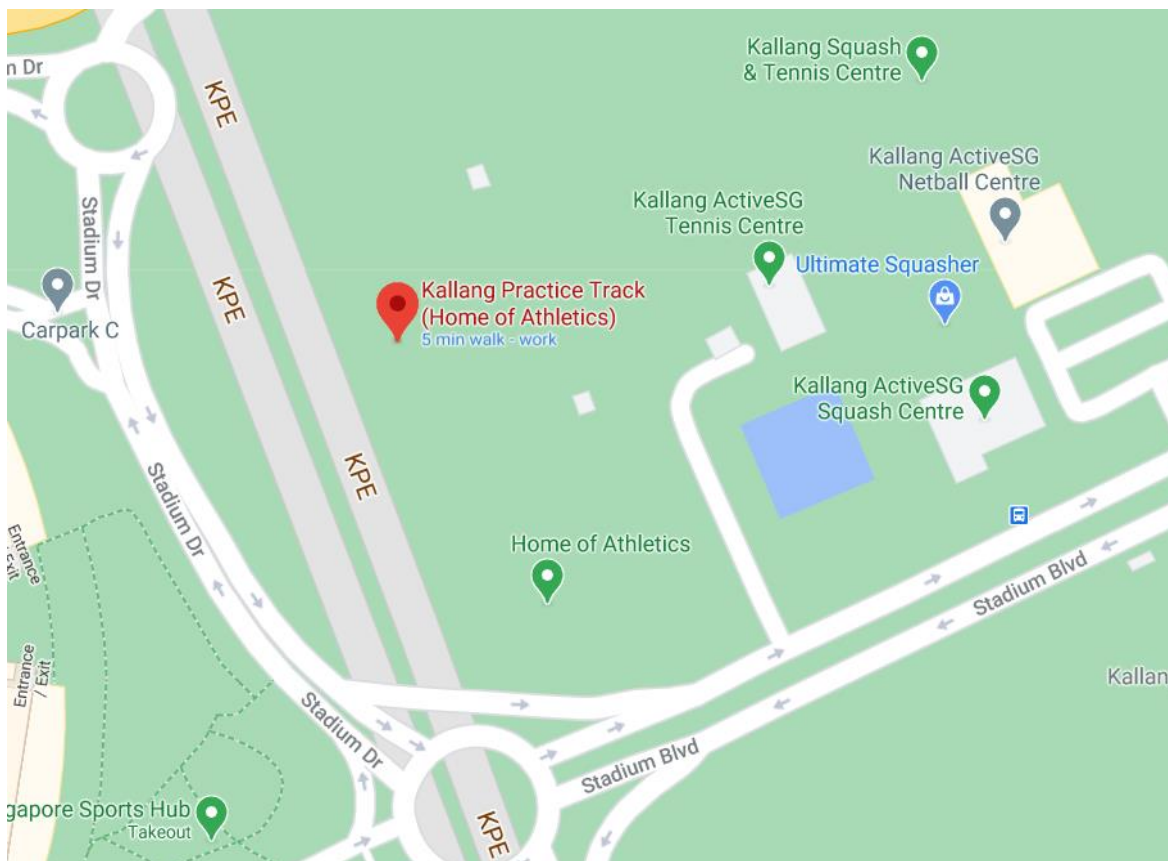 n Dr
KPE
Kallang Squash
& Tennis Centre
Kallang ActiveSG
Netball Centre
Kallang ActiveSG
Tennis Centre
Stadium Dr
Ultimate Squasher
KPE
Kallang Practice Track
(Home of Athletics)
5 min walk - work
Carpark C
Kallang ActiveSG
Squash Centre
KPE
Stadium Dr
Entrance
/ Exit
Home of Athletics
Stadium Blvd
Entrance
/ Exit
Kallan
Stadium Dr
Stadium Blvd
gapore Sports Hub
Takeout
KPE